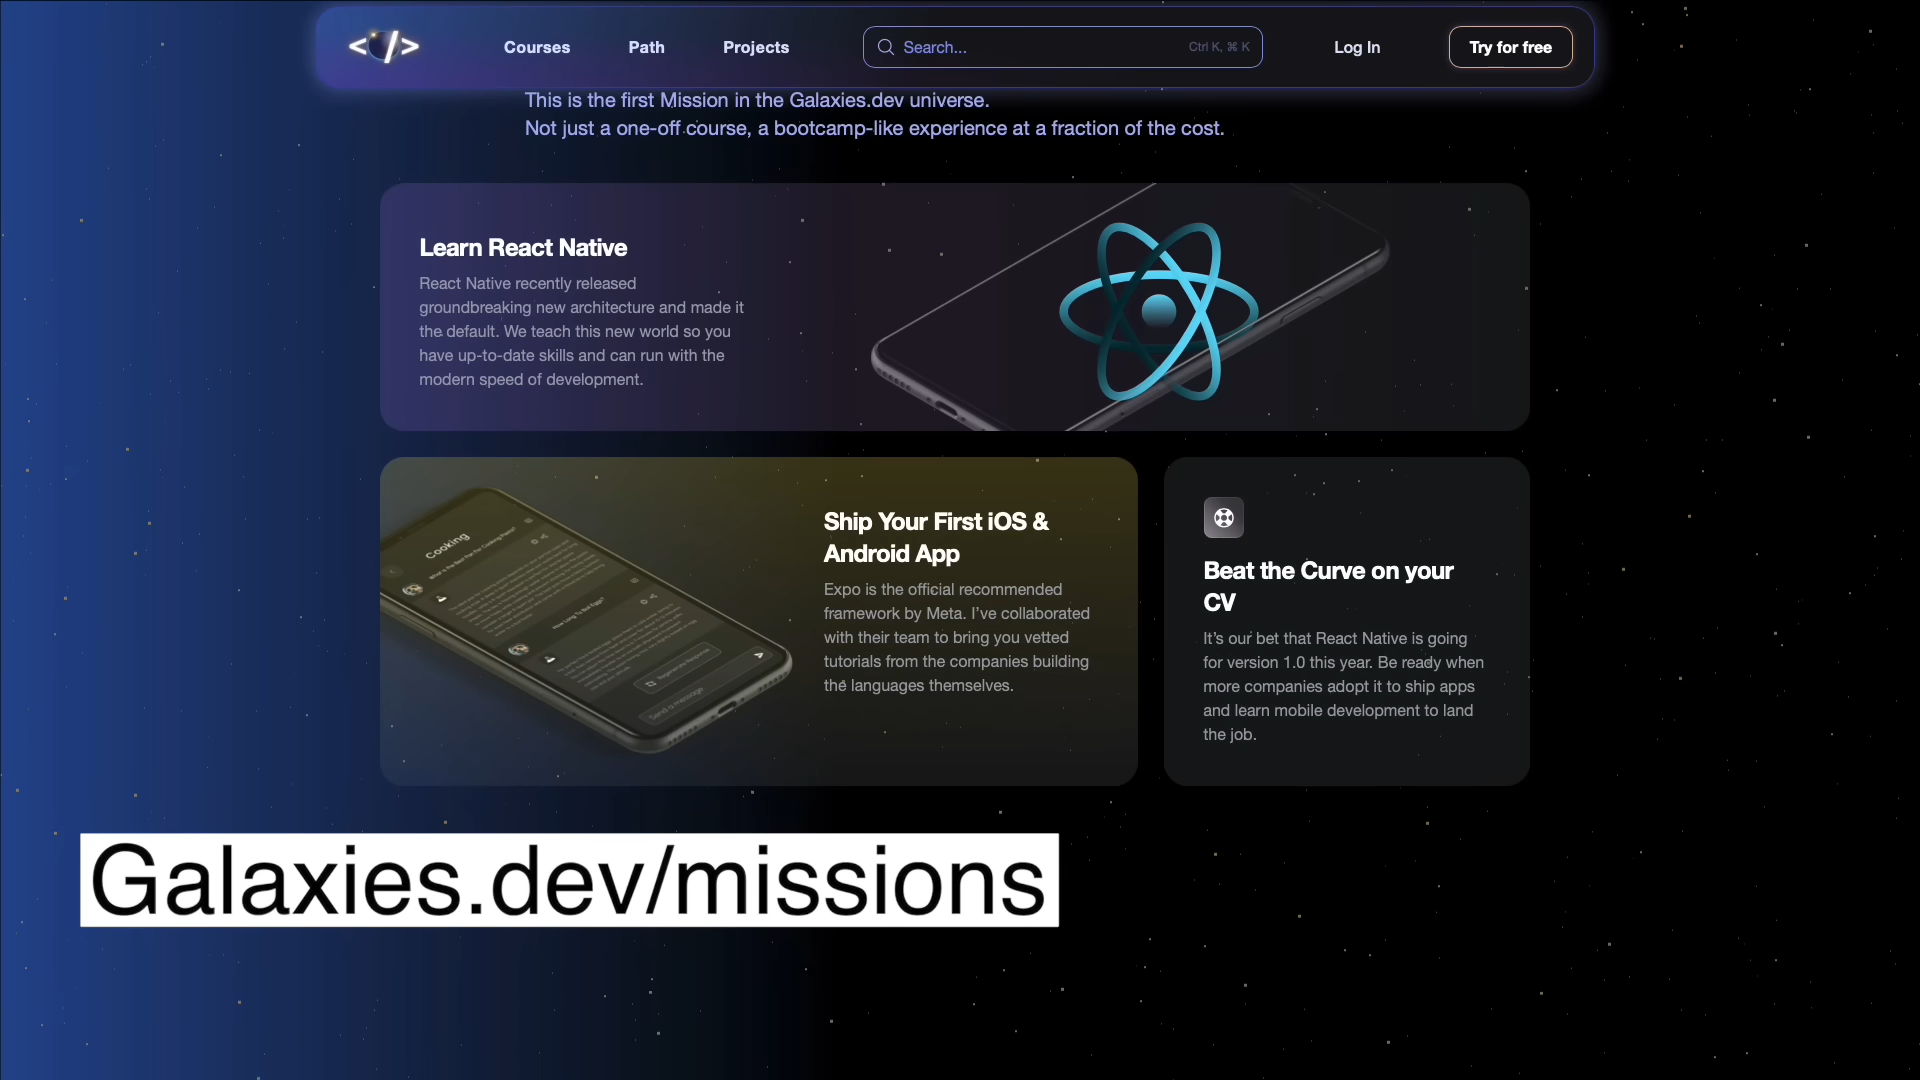 </>
Courses
Path
Projects
Search...
Ctrl K, ⌘ K
Log In
Try for free
This is the first Mission in the Galaxies.dev universe.
Not just a one-off course, a bootcamp-like experience at a fraction of the cost.
Learn React Native
React Native recently released
groundbreaking new architecture and made it
the default. We teach this new world so you
have up-to-date skills and can run with the
modern speed of development.
Cooking
Regenerate Response
Send a message
Ship Your First iOS &
Android App
Expo is the official recommended
framework by Meta. I’ve collaborated
with their team to bring you vetted
tutorials from the companies building
the languages themselves.
Beat the Curve on your
CV
It’s our bet that React Native is going
for version 1.0 this year. Be ready when
more companies adopt it to ship apps
and learn mobile development to land
the job.
Galaxies.dev/missions